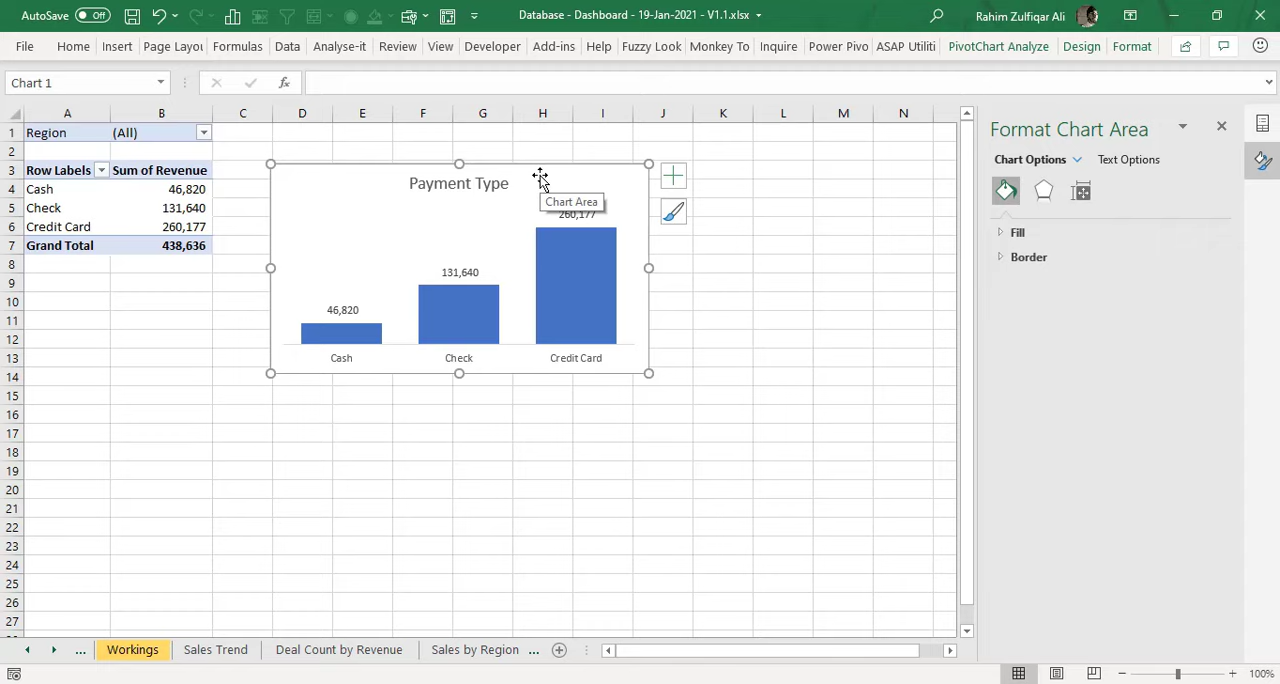 AutoSave Off Database - Dashboard - 19-Jan-2021 - V1.1.xlsx Rahim Zulfiqar Ali
File Home Insert Page Layou Formulas Data Analyse-it Review View Developer Add-ins Help Fuzzy Look Monkey To Inquire Power Pivo ASAP Utiliti PivotChart Analyze Design Format
Chart 1 fx
A B C D E F G H I J K L M N
1 Region (All)
2
3 Row Labels Sum of Revenue
4 Cash 46,820
5 Check 131,640
6 Credit Card 260,177
7 Grand Total 438,636
8
9
10
11
12
13
14
15
16
17
18
19
20
21
22
23
24
25
26
27
Payment Type
Chart Area
260,177
131,640
46,820
Cash Check Credit Card
Format Chart Area
Chart Options Text Options
Fill
Border
... Workings Sales Trend Deal Count by Revenue Sales by Region ...
100%